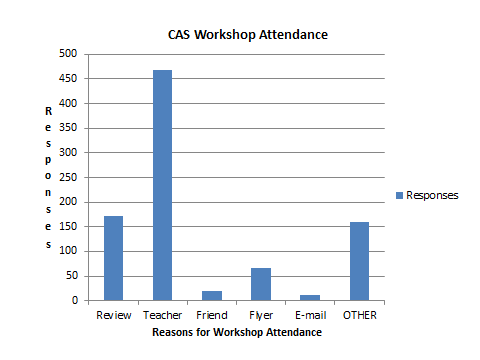 CAS Workshop Attendance
500
450
400
350
300
250
200
150
100
50
0
Responses
Responses
Review Teacher Friend Flyer E-mail OTHER
Reasons for Workshop Attendance